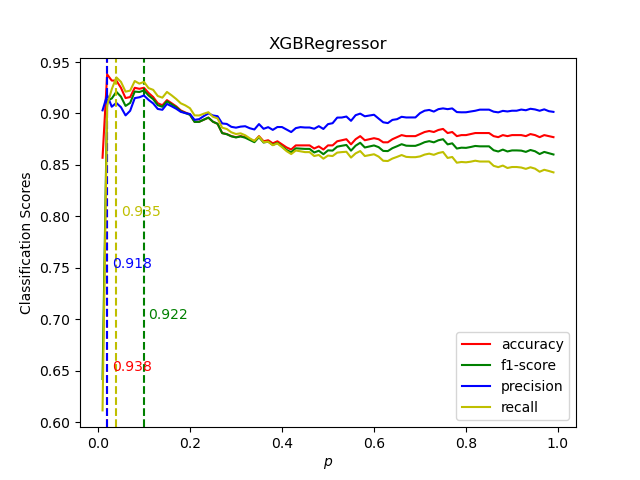 XGBRegressor
Classification Scores
0.95
0.90
0.85
0.80
0.75
0.70
0.65
0.60
0.935
0.918
0.922
0.938
accuracy
f1-score
precision
recall
0.0 0.2 0.4 0.6 0.8 1.0
p